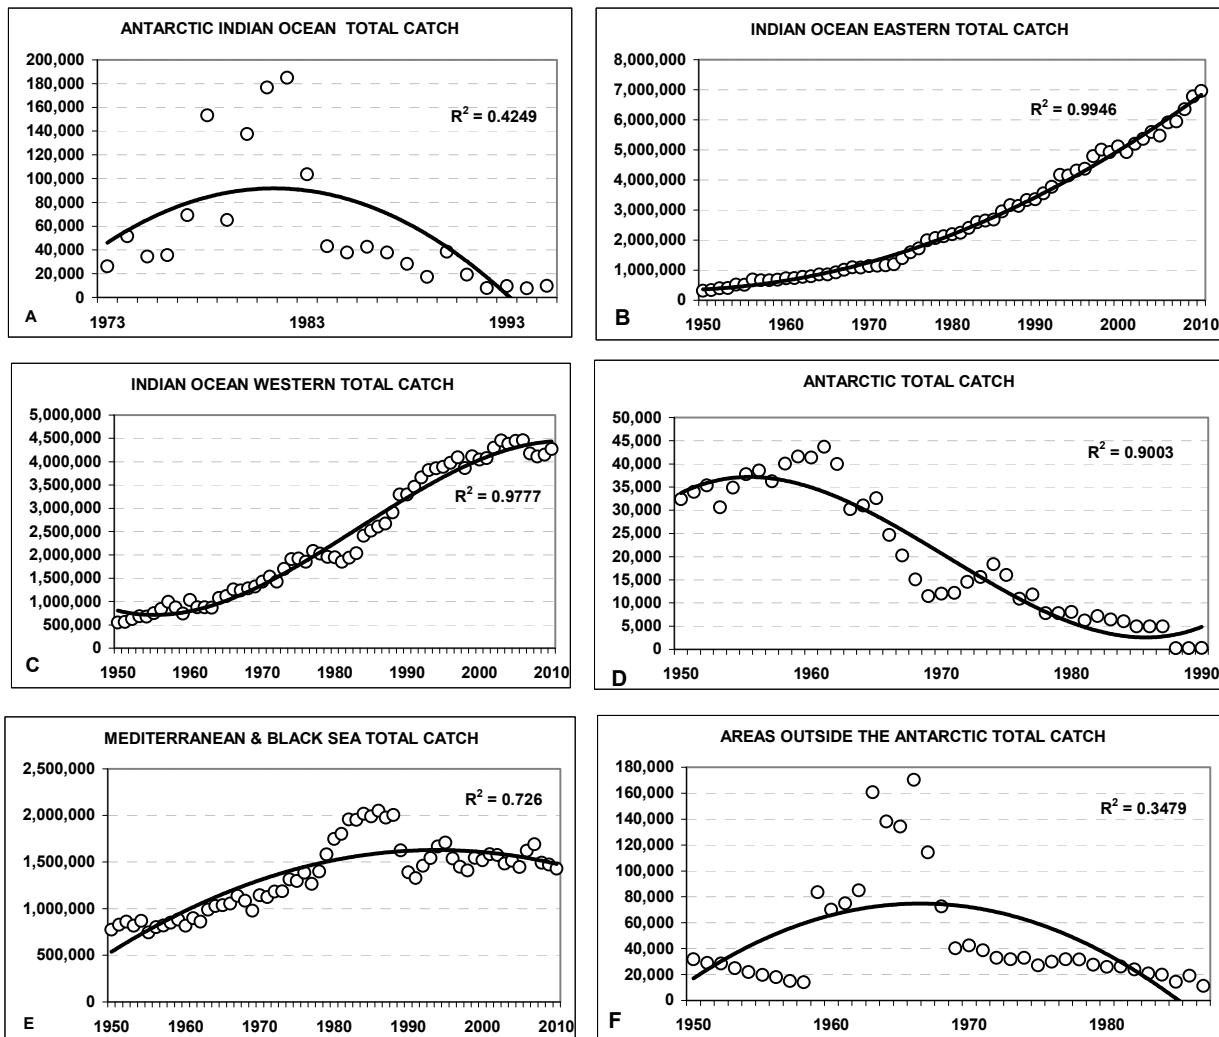 ANTARCTIC INDIAN OCEAN TOTAL CATCH
200,000
180,000
160,000
140,000
120,000
100,000
80,000
60,000
40,000
20,000
0
R² = 0.4249
A
1973 1983 1993
INDIAN OCEAN EASTERN TOTAL CATCH
8,000,000
7,000,000
6,000,000
5,000,000
4,000,000
3,000,000
2,000,000
1,000,000
0
R² = 0.9946
B
1950 1960 1970 1980 1990 2000 2010
INDIAN OCEAN WESTERN TOTAL CATCH
5,000,000
4,500,000
4,000,000
3,500,000
3,000,000
2,500,000
2,000,000
1,500,000
1,000,000
500,000
0
R² = 0.9777
C
1950 1960 1970 1980 1990 2000 2010
ANTARCTIC TOTAL CATCH
50,000
45,000
40,000
35,000
30,000
25,000
20,000
15,000
10,000
5,000
0
R² = 0.9003
D
1950 1960 1970 1980 1990
MEDITERRANEAN & BLACK SEA TOTAL CATCH
2,500,000
2,000,000
1,500,000
1,000,000
500,000
0
R² = 0.726
E
1950 1960 1970 1980 1990 2000 2010
AREAS OUTSIDE THE ANTARCTIC TOTAL CATCH
180,000
160,000
140,000
120,000
100,000
80,000
60,000
40,000
20,000
0
R² = 0.3479
F
1950 1960 1970 1980